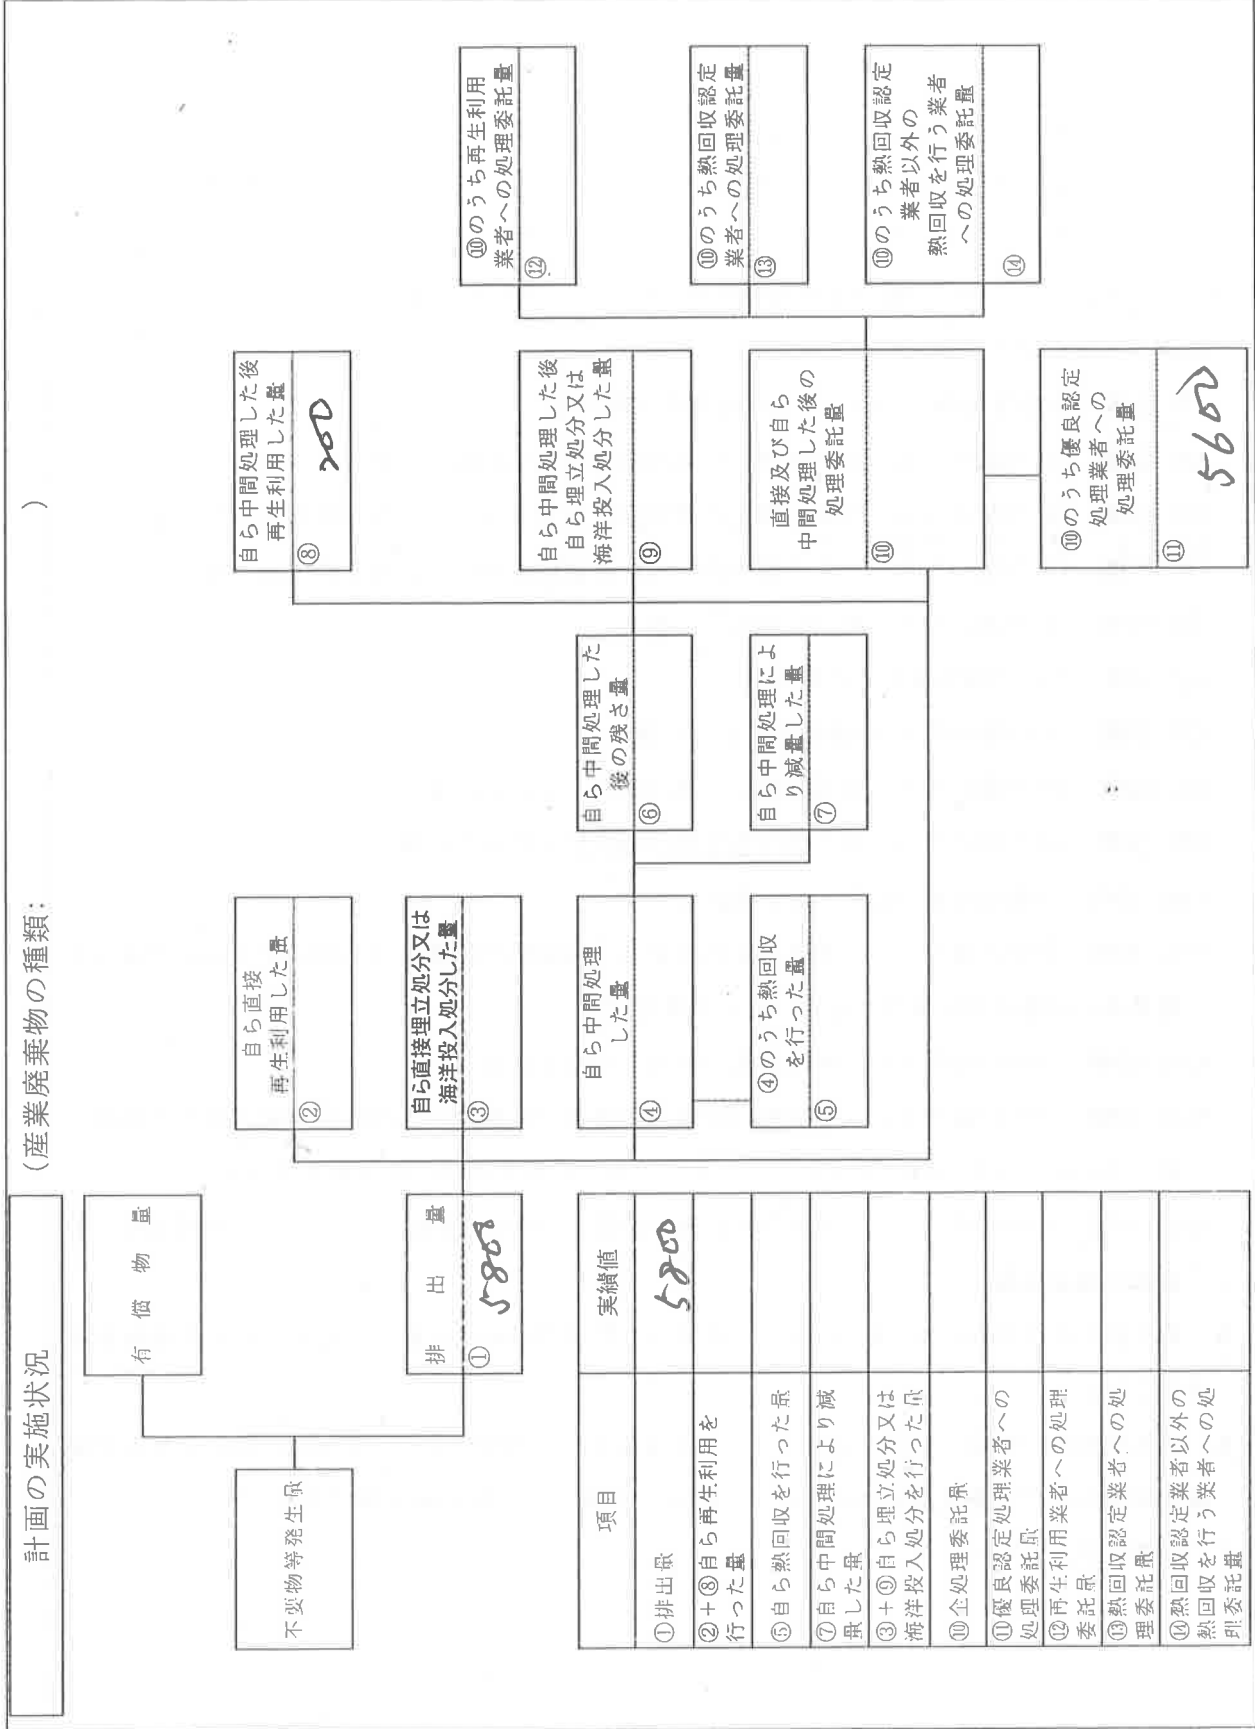 計画の実施状況
（産業廃棄物の種類：　　　）
不要物等発生量
有償物量
排出量
①
5800
自ら直接
再生利用した量
②
自ら直接埋立処分又は
海洋投入処分した量
③
自ら中間処理
した量
④
④のうち熱回収
を行った量
⑤
自ら中間処理した
後の残さ量
⑥
自ら中間処理によ
り減量した量
⑦
自ら中間処理した後
再生利用した量
⑧
200
自ら中間処理した後
自ら埋立処分又は
海洋投入処分した量
⑨
直接及び自ら
中間処理した後の
処理委託量
⑩
⑩のうち優良認定
処理業者への
処理委託量
⑪
5600
⑩のうち再生利用
業者への処理委託量
⑫
⑩のうち熱回収認定
業者への処理委託量
⑬
⑩のうち熱回収認定
業者以外の
熱回収を行う業者
への処理委託量
⑭
項目　実績値
①排出量　5800
②＋⑧自ら再生利用を
行った量
⑤自ら熱回収を行った量
⑦自ら中間処理により減
量した量
③＋⑨自ら埋立処分又は
海洋投入処分を行った量
⑩全処理委託量
⑪優良認定処理業者への
処理委託量
⑫再生利用業者への処理
委託量
⑬熱回収認定業者への処
理委託量
⑭熱回収認定業者以外の
熱回収を行う業者への処
理委託量